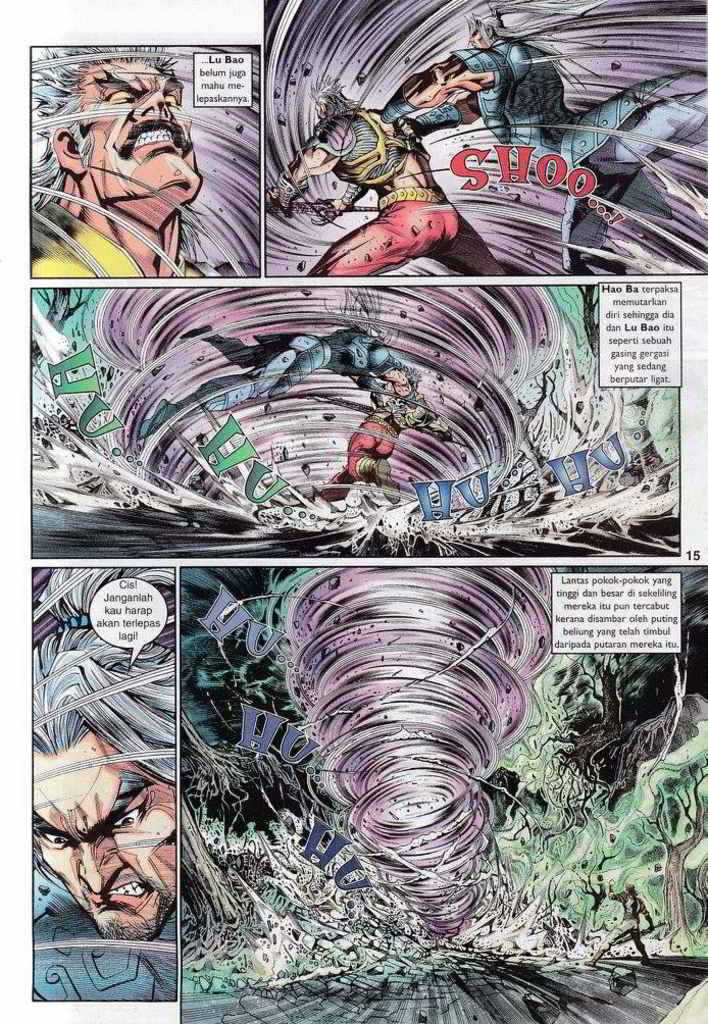 ...Lu Bao
belum juga
mahu me-
lepaskannya.
SHOO...!
Hao Ba terpaksa
memutarkan
diri sehingga dia
dan Lu Bao itu
seperti sebuah
gasing gergasi
yang sedang
berputar ligat.
HU...
HU...
HU...
HU...
15
Cis!
Janganlah
kau harap
akan terlepas
lagi!
Lantas pokok-pokok yang
tinggi dan besar di sekeliling
mereka itu pun tercabut
kerana disambar oleh puting
beliung yang telah timbul
daripada putaran mereka itu.
HU...
HU...
HU HU...